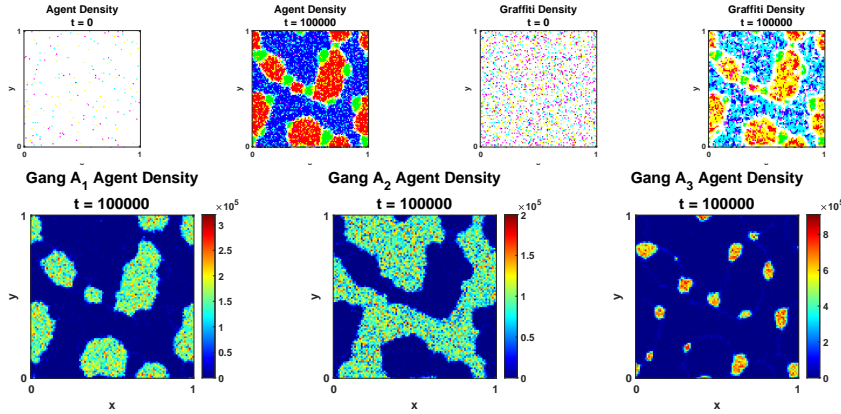 Agent Density
t = 0
Agent Density
t = 100000
Graffiti Density
t = 0
Graffiti Density
t = 100000
1
y
0
0
1
1
y
0
0
1
1
y
0
0
1
1
y
0
0
1
Gang A1 Agent Density
t = 100000
Gang A2 Agent Density
t = 100000
Gang A3 Agent Density
t = 100000
1
y
0
0
1
x
×10^5
3
2.5
2
1.5
1
0.5
0
1
y
0
0
1
x
×10^5
2
1.5
1
0.5
0
1
y
0
0
1
x
×10^5
8
6
4
2
0